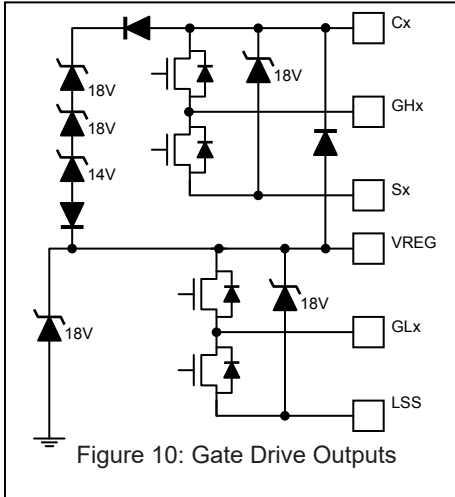 Cx
18V
18V
18V
GHx
14V
Sx
VREG
18V
18V
GLx
LSS
Figure 10: Gate Drive Outputs